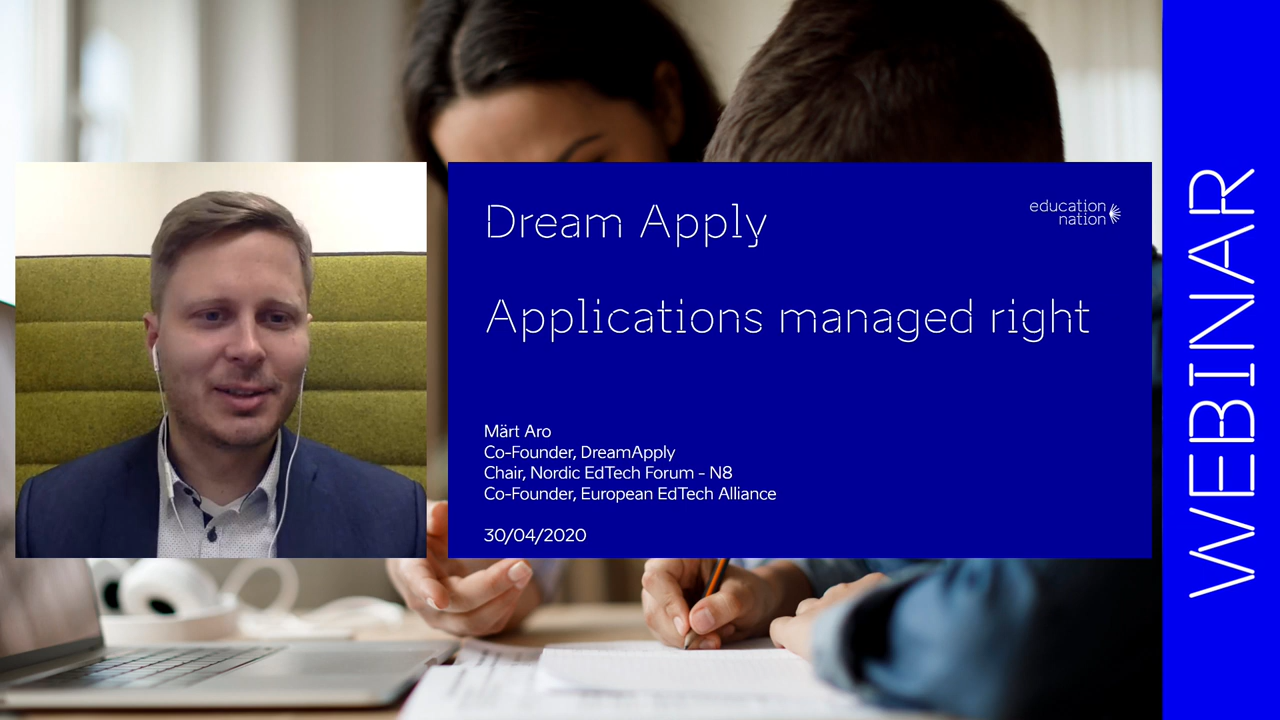 Dream Apply
education
nation
Applications managed right
Märt Aro
Co-Founder, DreamApply
Chair, Nordic EdTech Forum - N8
Co-Founder, European EdTech Alliance
30/04/2020
WEBINAR